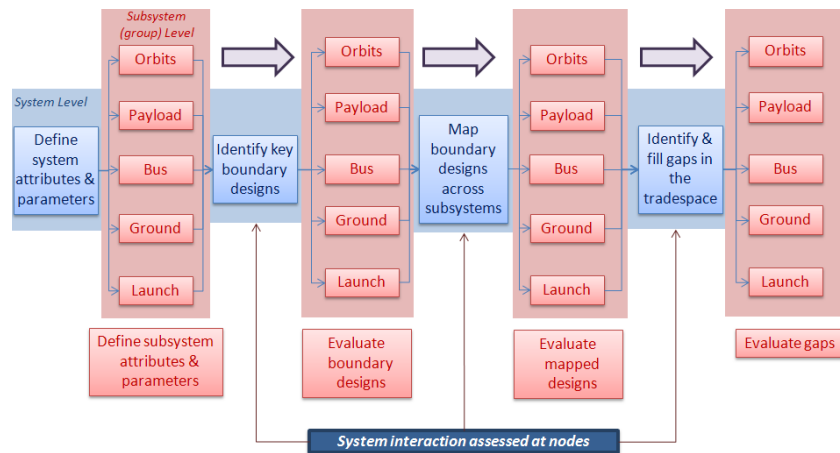 Subsystem
(group) Level
System Level
Define
system
attributes &
parameters
Orbits
Payload
Bus
Ground
Launch
Define subsystem
attributes &
parameters
Identify key
boundary
designs
Orbits
Payload
Bus
Ground
Launch
Evaluate
boundary
designs
Map
boundary
designs
across
subsystems
Orbits
Payload
Bus
Ground
Launch
Evaluate
mapped
designs
Identify &
fill gaps in
the
tradespace
Orbits
Payload
Bus
Ground
Launch
Evaluate gaps
System interaction assessed at nodes